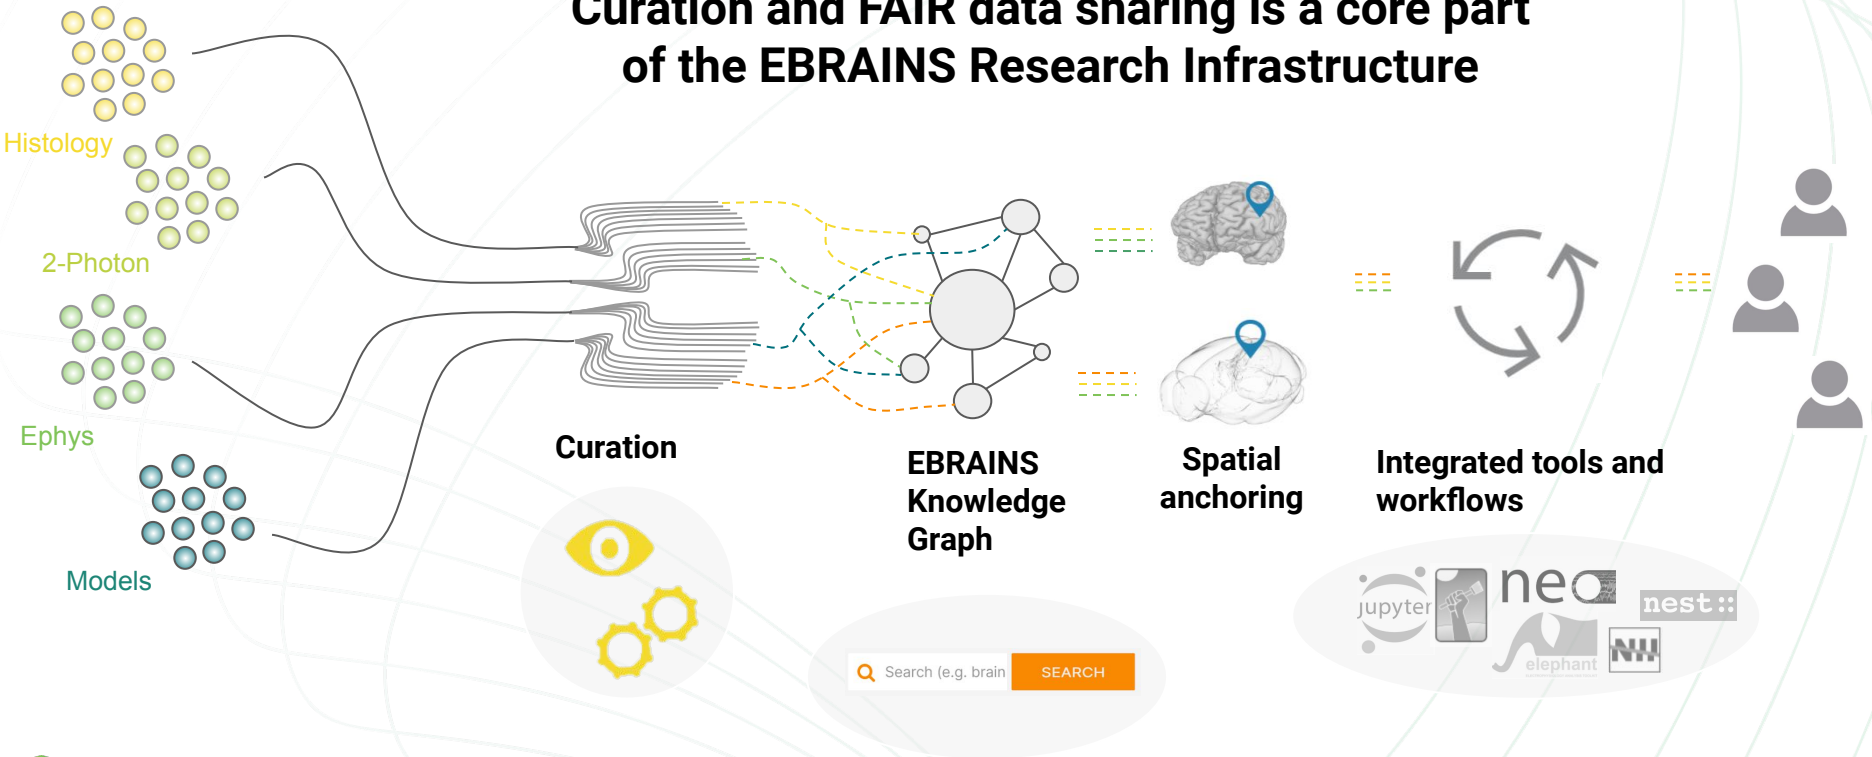 Curation and FAIR data sharing is a core part
of the EBRAINS Research Infrastructure
Histology
2-Photon
Ephys
Models
Curation
EBRAINS
Knowledge
Graph
Spatial
anchoring
Integrated tools and
workflows
Search (e.g. brain
SEARCH
jupyter
neo
nest::
elephant